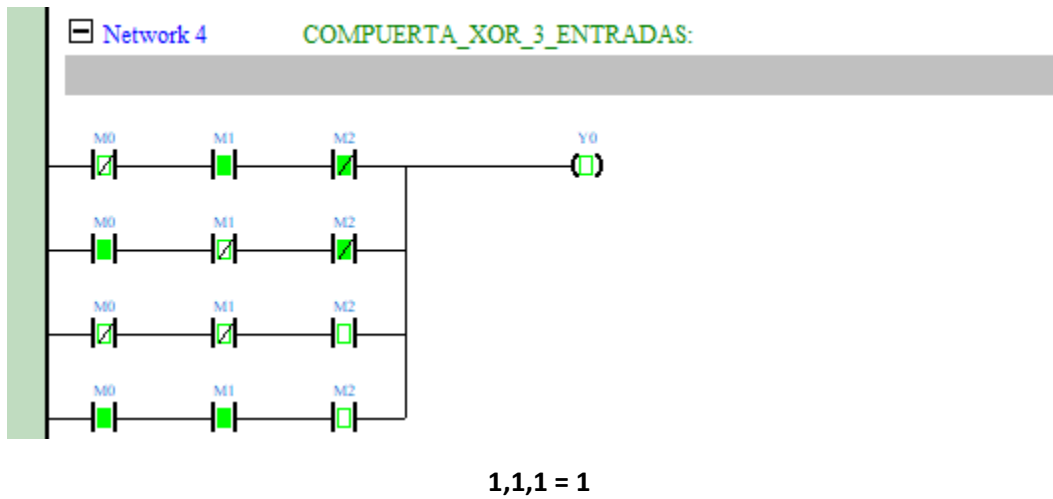 Network 4 COMPUERTA_XOR_3_ENTRADAS:
M0 M1 M2 Y0
M0 M1 M2
M0 M1 M2
M0 M1 M2
1,1,1 = 1